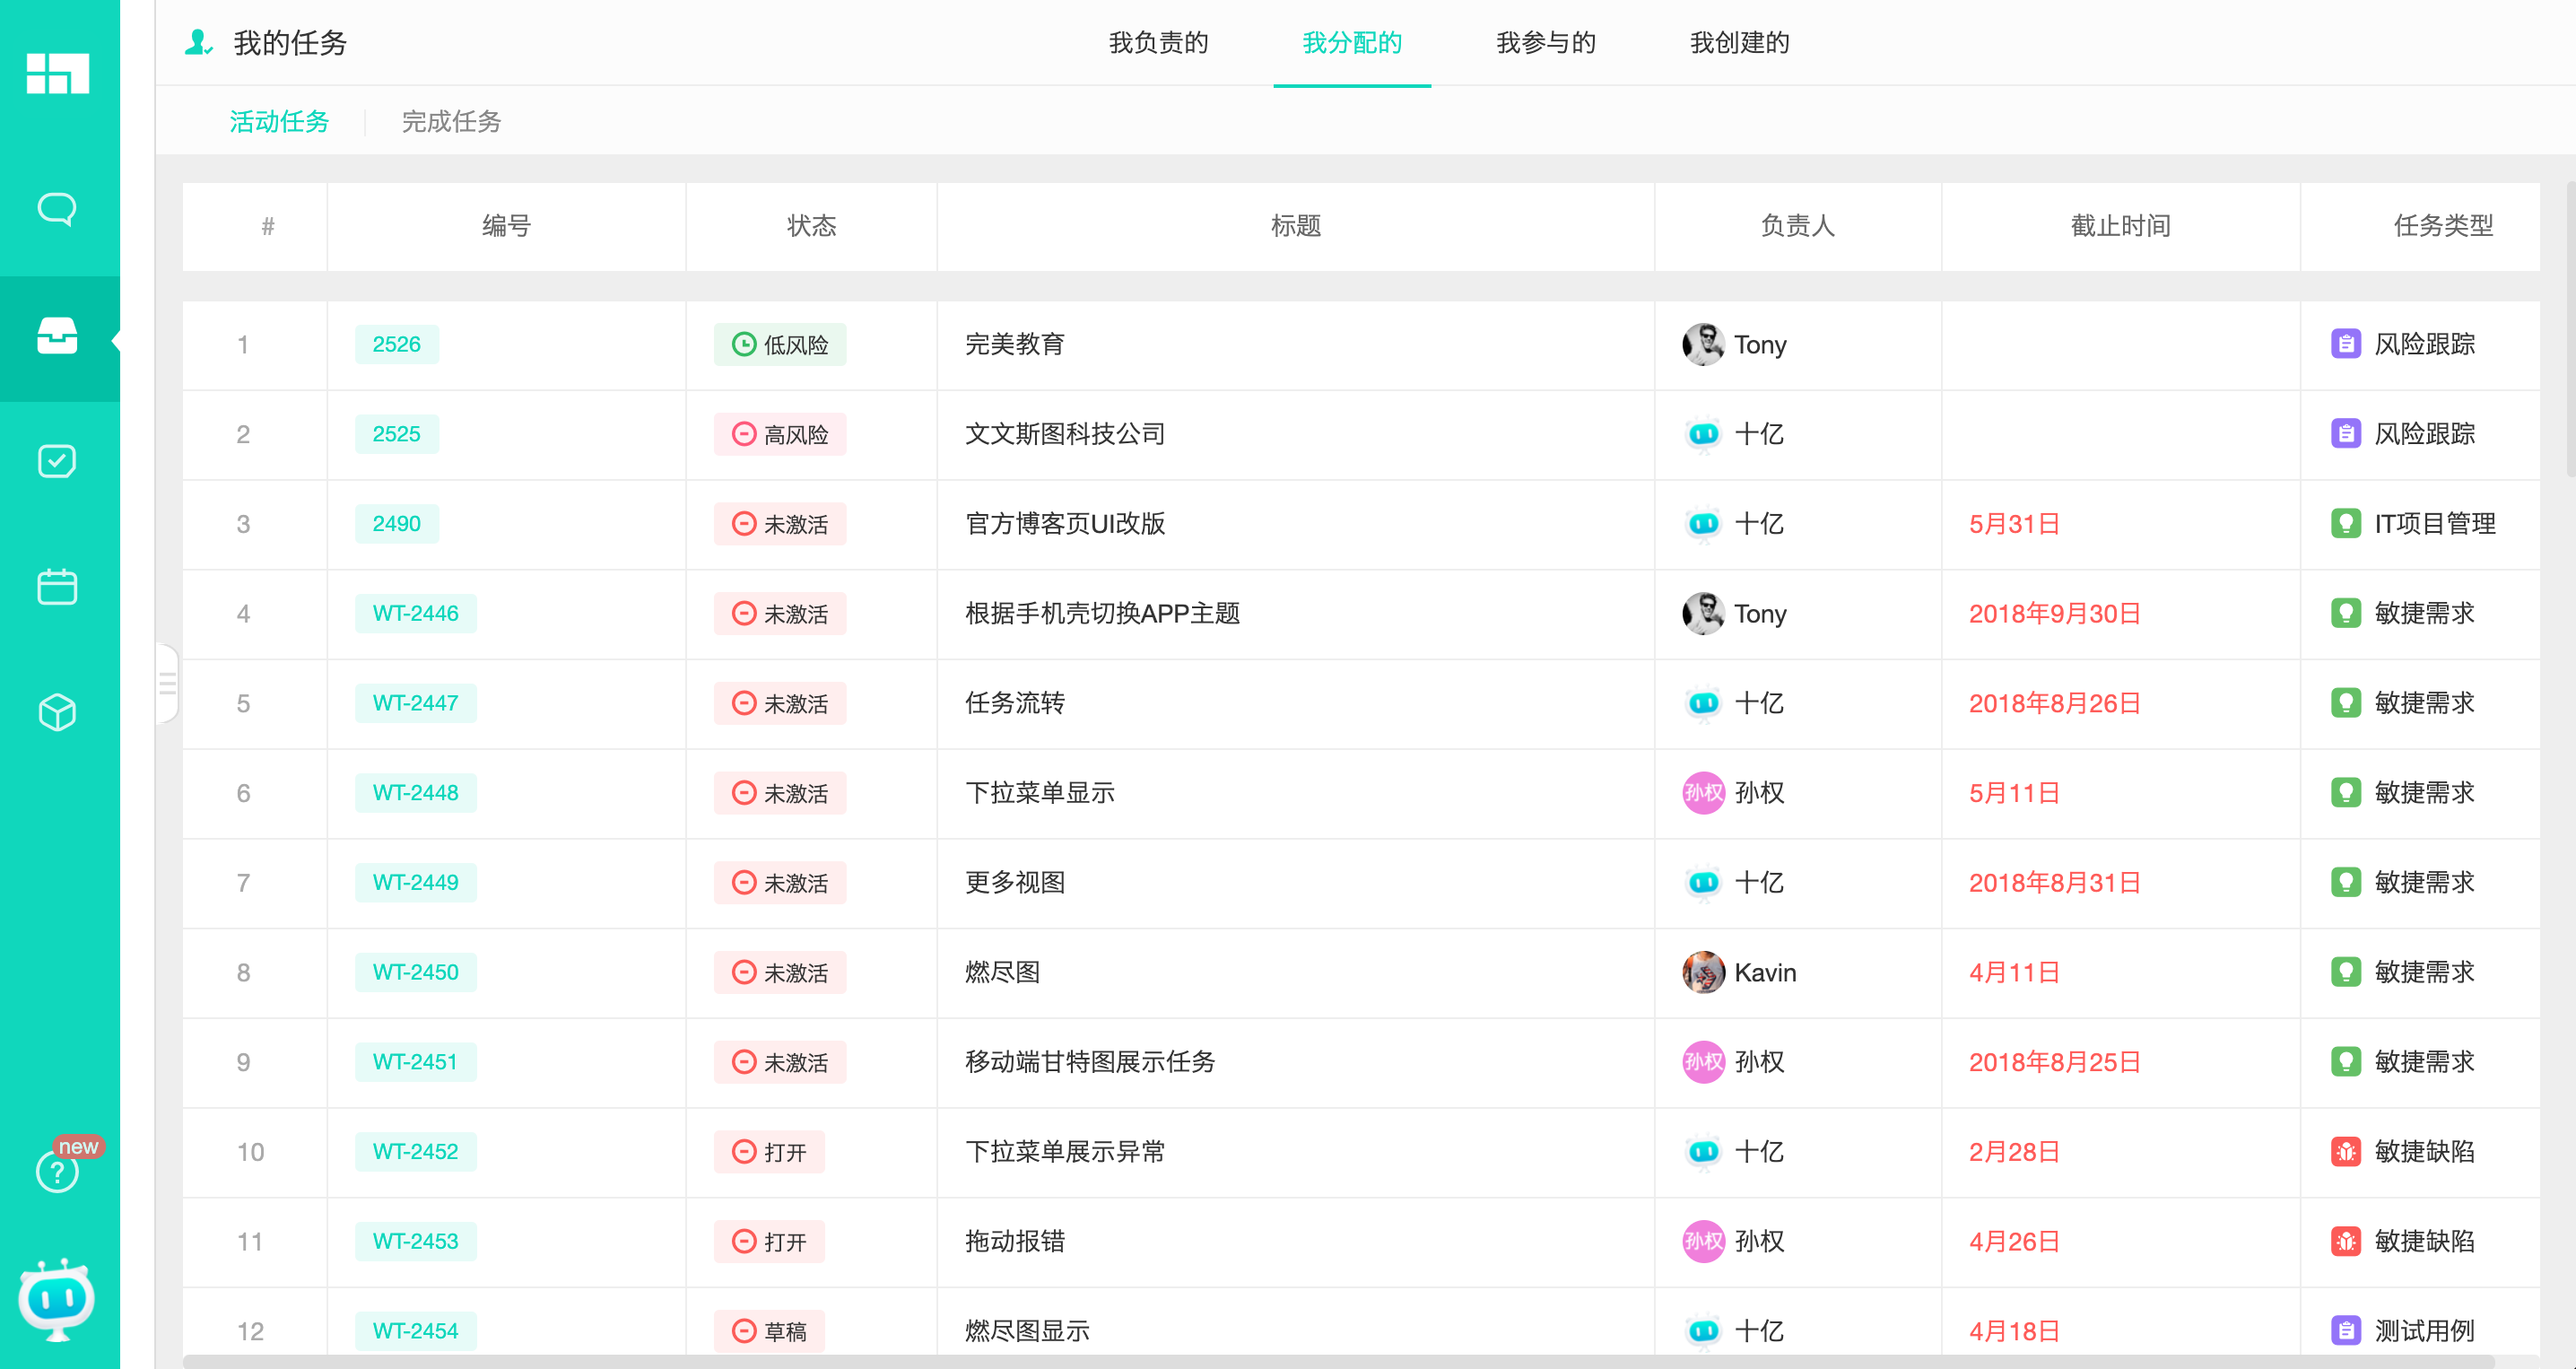 我的任务 我负责的 我分配的 我参与的 我创建的
活动任务 完成任务
# 编号 状态 标题 负责人 截止时间 任务类型
1 2526 低风险 完美教育 Tony 风险跟踪
2 2525 高风险 文文斯图科技公司 十亿 风险跟踪
3 2490 未激活 官方博客页UI改版 十亿 5月31日 IT项目管理
4 WT-2446 未激活 根据手机壳切换APP主题 Tony 2018年9月30日 敏捷需求
5 WT-2447 未激活 任务流转 十亿 2018年8月26日 敏捷需求
6 WT-2448 未激活 下拉菜单显示 孙权 孙权 5月11日 敏捷需求
7 WT-2449 未激活 更多视图 十亿 2018年8月31日 敏捷需求
8 WT-2450 未激活 燃尽图 Kavin 4月11日 敏捷需求
9 WT-2451 未激活 移动端甘特图展示任务 孙权 孙权 2018年8月25日 敏捷需求
new
10 WT-2452 打开 下拉菜单展示异常 十亿 2月28日 敏捷缺陷
11 WT-2453 打开 拖动报错 孙权 孙权 4月26日 敏捷缺陷
12 WT-2454 草稿 燃尽图显示 十亿 4月18日 测试用例